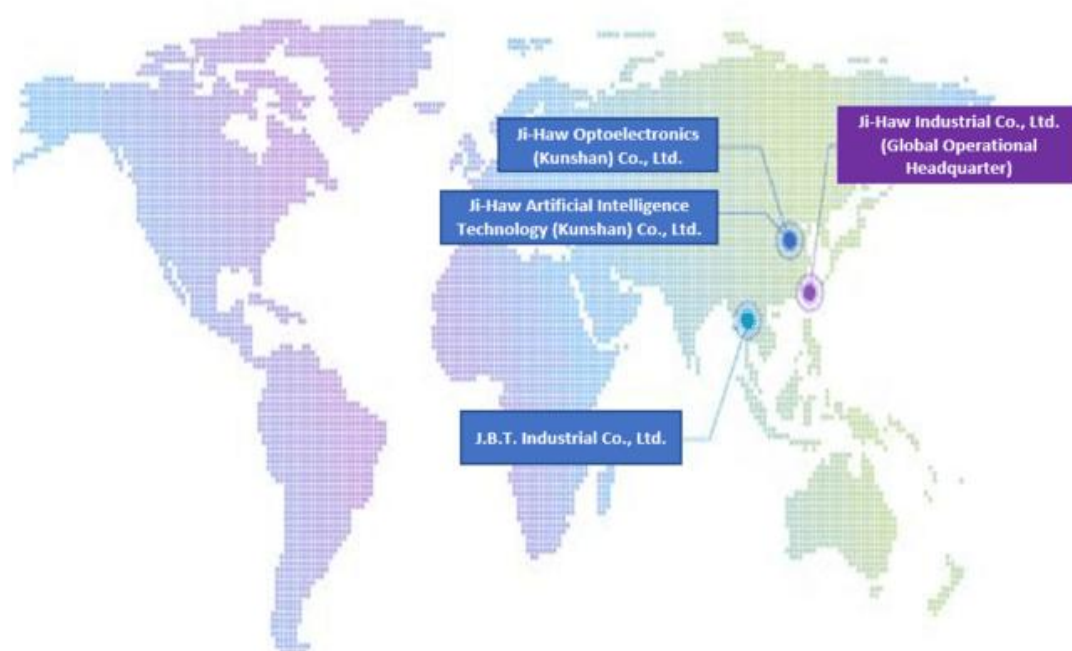 Ji-Haw Optoelectronics
(Kunshan) Co., Ltd.
Ji-Haw Industrial Co., Ltd.
(Global Operational
Headquarter)
Ji-Haw Artificial Intelligence
Technology (Kunshan) Co., Ltd.
J.B.T. Industrial Co., Ltd.